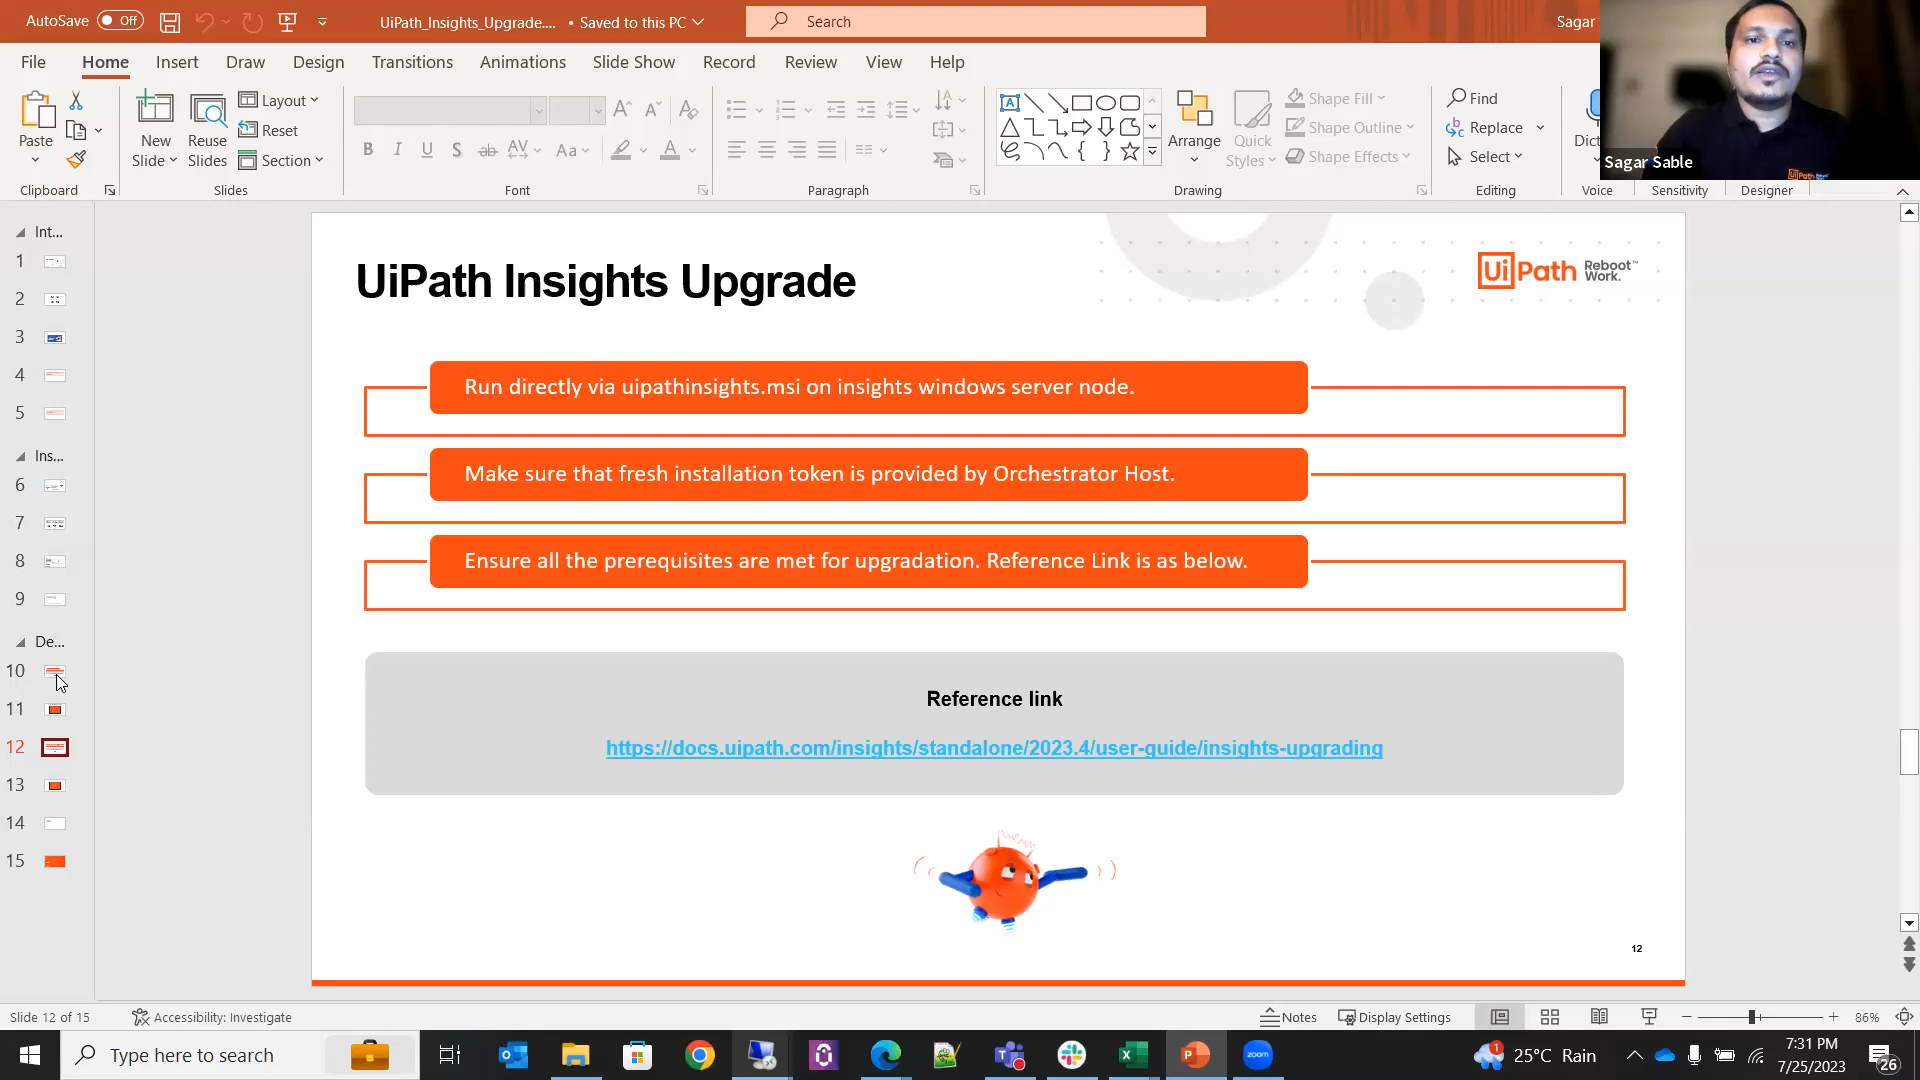 AutoSave Off
UiPath_Insights_Upgrade.... • Saved to this PC
Search
Sagar
File Home Insert Draw Design Transitions Animations Slide Show Record Review View Help
Paste
New Slide
Reuse Slides
Layout
Reset
Section
Shape Fill
Shape Outline
Shape Effects
Arrange
Quick Styles
Find
Replace
Select
Dict
Clipboard Slides Font Paragraph Drawing Editing Voice Sensitivity Designer
Sagar Sable
Int...
1
2
3
4
5
Ins...
6
7
8
9
De...
10
11
12
13
14
15
UiPath Insights Upgrade
UiPath Reboot Work.™
Run directly via uipathinsights.msi on insights windows server node.
Make sure that fresh installation token is provided by Orchestrator Host.
Ensure all the prerequisites are met for upgradation. Reference Link is as below.
Reference link
https://docs.uipath.com/insights/standalone/2023.4/user-guide/insights-upgrading
12
Slide 12 of 15
Accessibility: Investigate
Notes
Display Settings
86%
Type here to search
zoom
1
25°C Rain
7:31 PM
7/25/2023
26